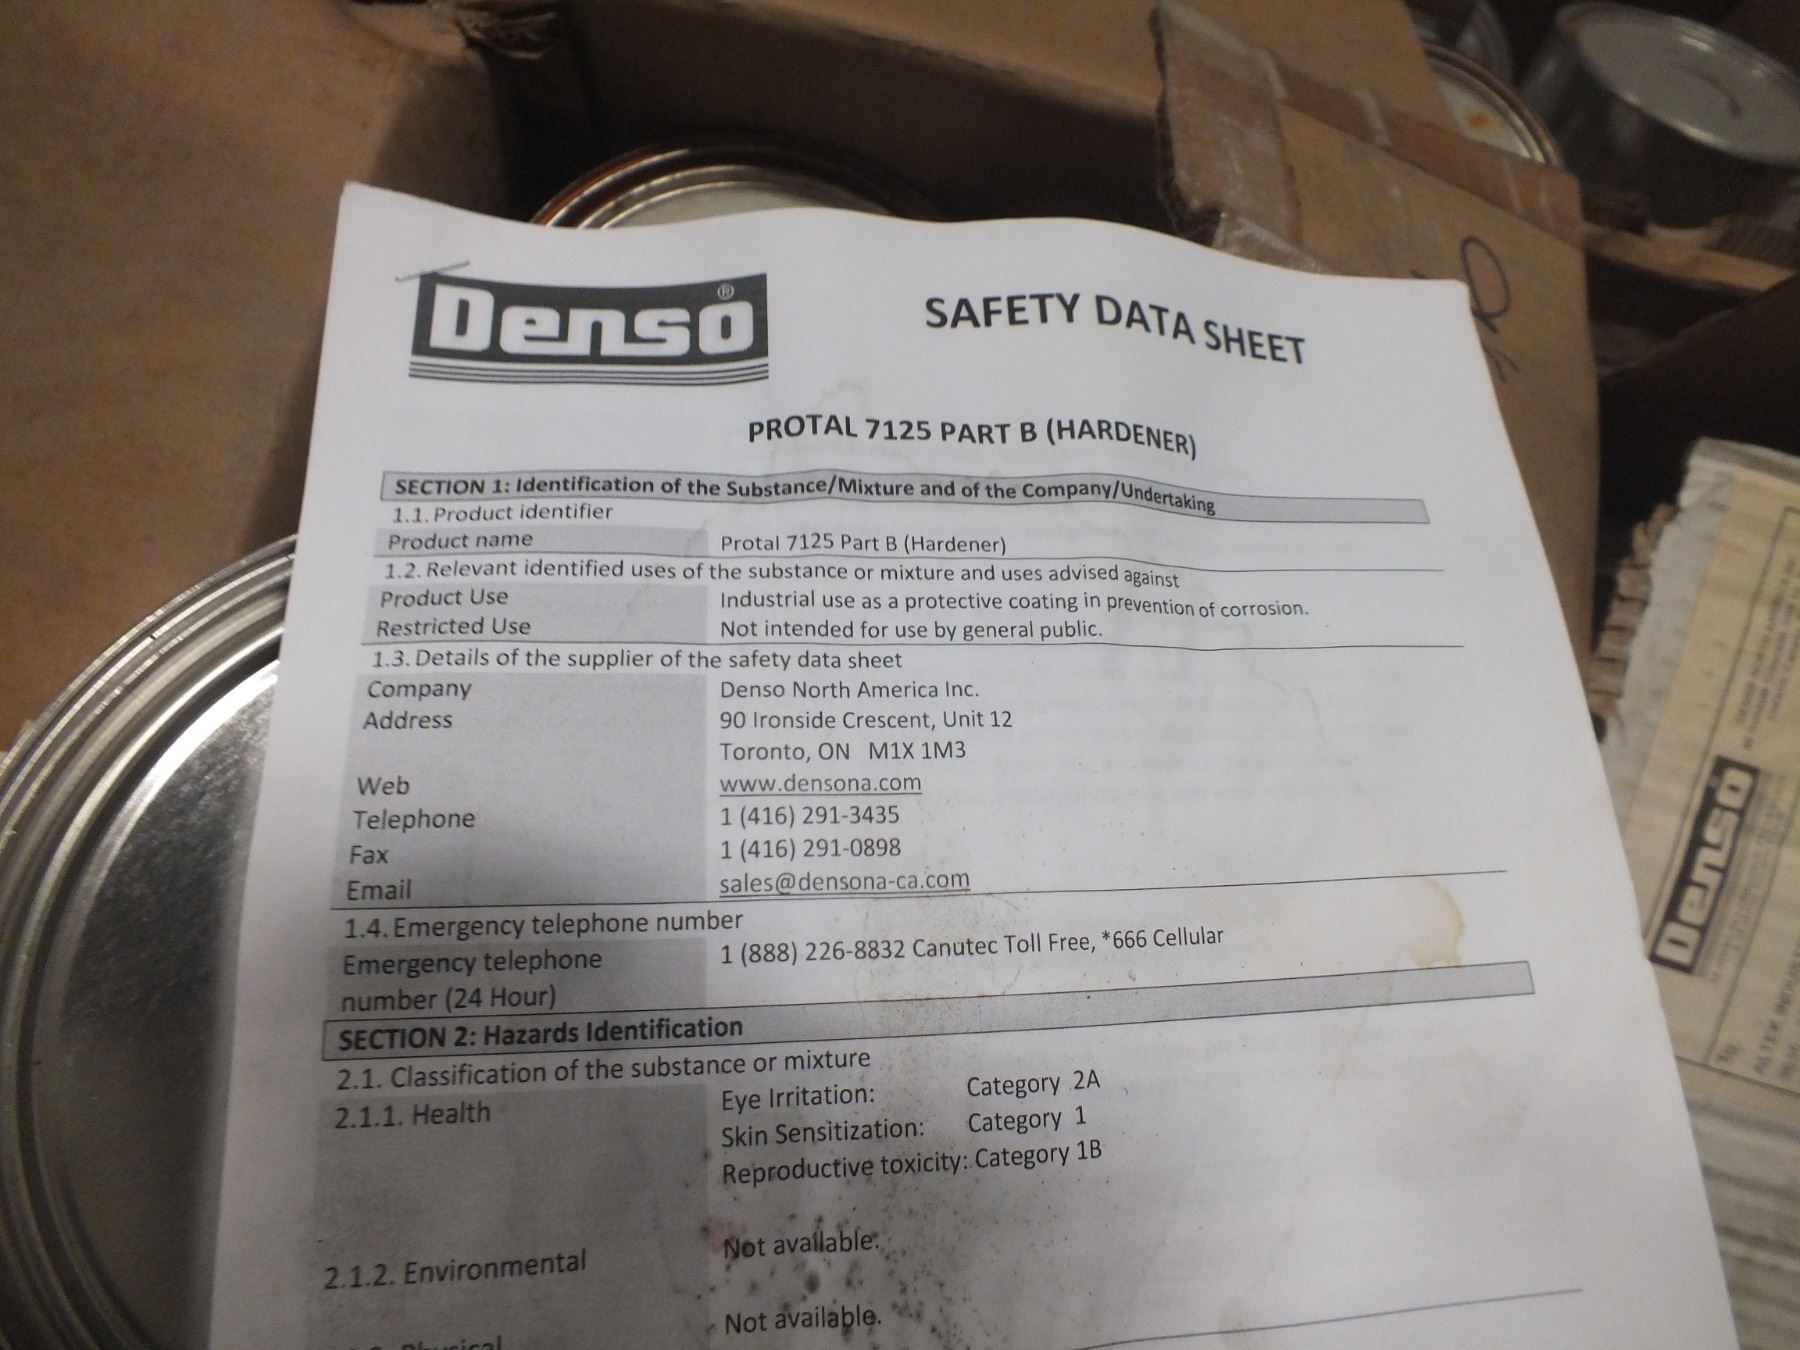 Denso®
SAFETY DATA SHEET
PROTAL 7125 PART B (HARDENER)
SECTION 1: Identification of the Substance/Mixture and of the Company/Undertaking
1.1. Product identifier
Product name Protal 7125 Part B (Hardener)
1.2. Relevant identified uses of the substance or mixture and uses advised against
Product Use Industrial use as a protective coating in prevention of corrosion.
Restricted Use Not intended for use by general public.
1.3. Details of the supplier of the safety data sheet
Company Denso North America Inc.
Address 90 Ironside Crescent, Unit 12
Toronto, ON M1X 1M3
Web www.densona.com
Telephone 1 (416) 291-3435
Fax 1 (416) 291-0898
Email sales@densona-ca.com
1.4. Emergency telephone number
Emergency telephone 1 (888) 226-8832 Canutec Toll Free, *666 Cellular
number (24 Hour)
SECTION 2: Hazards Identification
2.1. Classification of the substance or mixture
2.1.1. Health Eye Irritation: Category 2A
Skin Sensitization: Category 1
Reproductive toxicity: Category 1B
2.1.2. Environmental Not available.
Physical Not available.
Denso